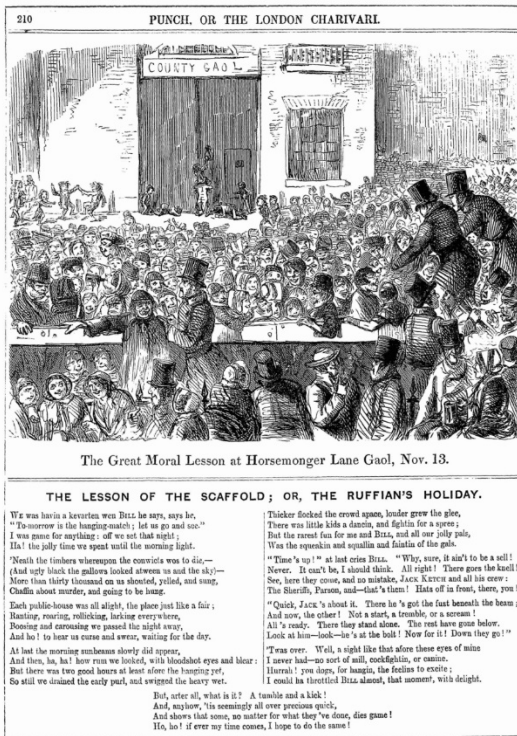 210
PUNCH, OR THE LONDON CHARIVARI.
COUNTY GAOL
The Great Moral Lesson at Horsemonger Lane Gaol, Nov. 13.
THE LESSON OF THE SCAFFOLD; OR, THE RUFFIAN'S HOLIDAY.
WE was havin a kevarten wen BILL he says, says he,
"To-morrow is the hanging-match; let us go and see."
I was game for anything: off we set that night;
Ha! the jolly time we spent until the morning light.
'Neath the timbers whereupon the conwicts was to die,—
(And ugly black the gallows looked atween us and the sky)—
More than thirty thousand on us shouted, yelled, and sung,
Chaffin about murder, and going to be hung.
Each public-house was all alight, the place just like a fair;
Ranting, roaring, rollicking, larking everywhere,
Boosing and carousing we passed the night away,
And ho! to hear us curse and swear, waiting for the day.
At last the morning sunbeams slowly did appear,
And then, ha, ha! how rum we looked, with bloodshot eyes and blear:
But there was two good hours at least afore the hanging yet,
So still we drained the early purl, and swigged the heavy wet.
Thicker flocked the crowd apace, louder grew the glee,
There was little kids a dancin, and fightin for a spree;
But the rarest fun for me and BILL, and all our jolly pals,
Was the squeakin and squallin and faintin of the gals.
"Time's up!" at last cries BILL. "Why, sure, it ain't to be a sell!
Never. It can't be, I should think. All right! There goes the knell!
See, here they come, and no mistake, JACK KETCH and all his crew:
The Sheriffs, Parson, and—that's them! Hats off in front, there, you!
"Quick, JACK's about it. There he's got the fust beneath the beam;
And now, the other! Not a start, a tremble, or a scream!
All's ready. There they stand alone. The rest have gone below.
Look at him—look—he's at the bolt! Now for it! Down they go!"
'Twas over. Well, a sight like that afore these eyes of mine
I never had—no sort of mill, cockfightin, or canine.
Hurrah! you dogs, for hangin, the feelins to excite;
I could ha throttled BILL almost, that moment, with delight.
But, arter all, what is it? A tumble and a kick!
And, anyhow, 'tis seemingly all over precious quick,
And shows that some, no matter for what they've done, dies game!
Ho, ho! if ever my time comes, I hope to do the same!